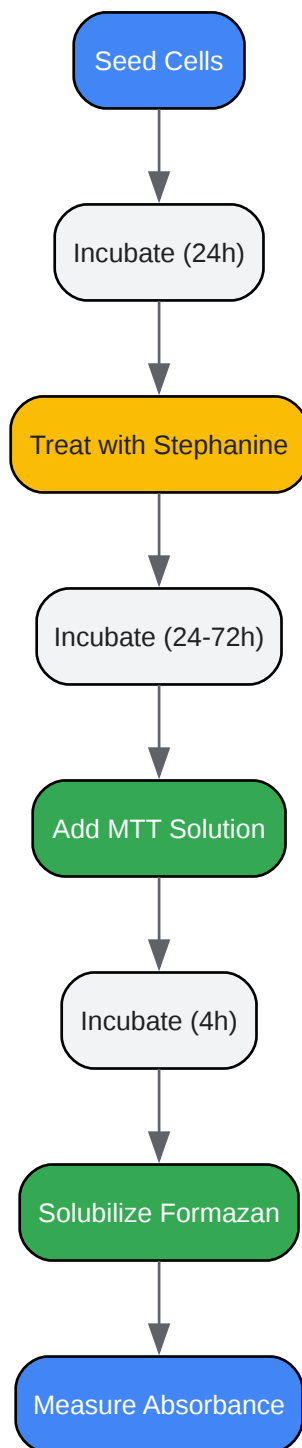 Seed Cells
Incubate (24h)
Treat with Stephanine
Incubate (24-72h)
Add MTT Solution
Incubate (4h)
Solubilize Formazan
Measure Absorbance